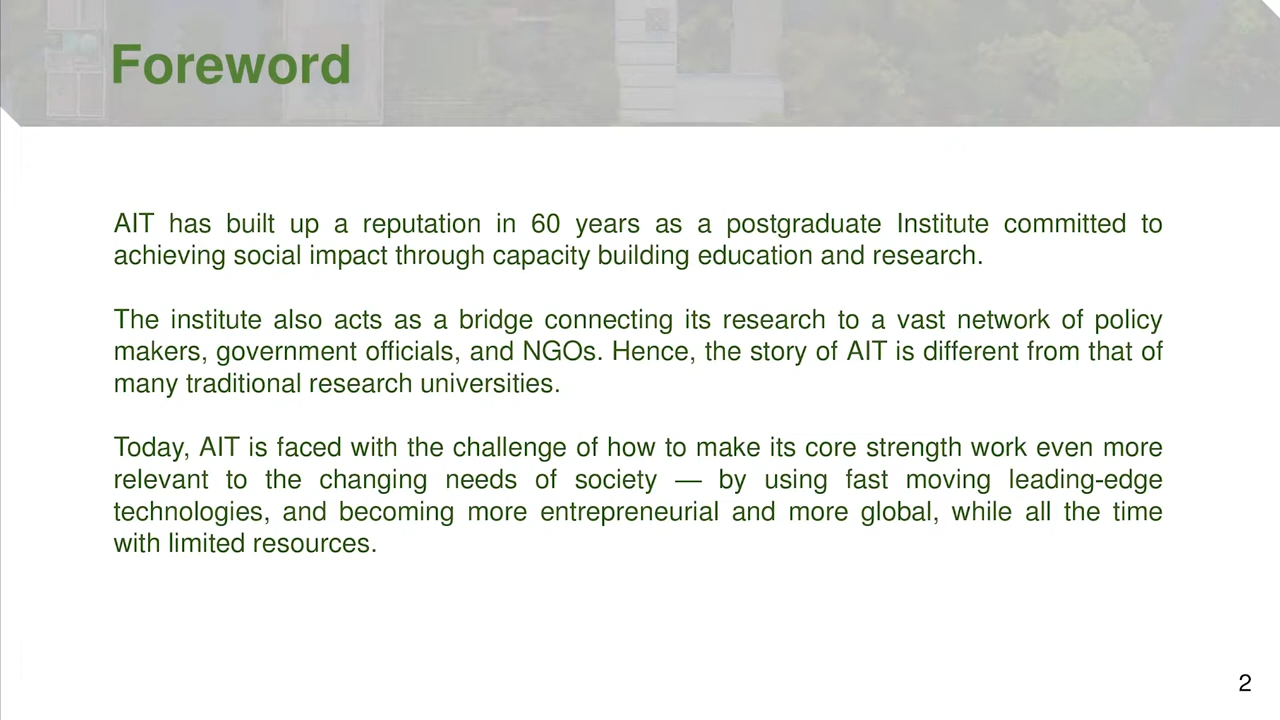 Foreword
AIT has built up a reputation in 60 years as a postgraduate Institute committed to
achieving social impact through capacity building education and research.
The institute also acts as a bridge connecting its research to a vast network of policy
makers, government officials, and NGOs. Hence, the story of AIT is different from that of
many traditional research universities.
Today, AIT is faced with the challenge of how to make its core strength work even more
relevant to the changing needs of society — by using fast moving leading-edge
technologies, and becoming more entrepreneurial and more global, while all the time
with limited resources.
2